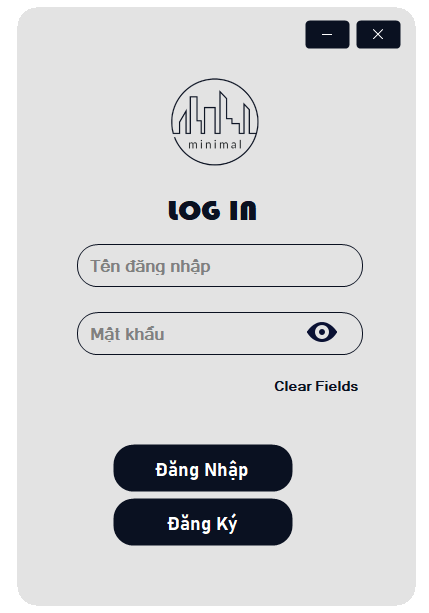 minimal
LOG IN
Tên đăng nhập
Mật khẩu
Clear Fields
Đăng Nhập
Đăng Ký